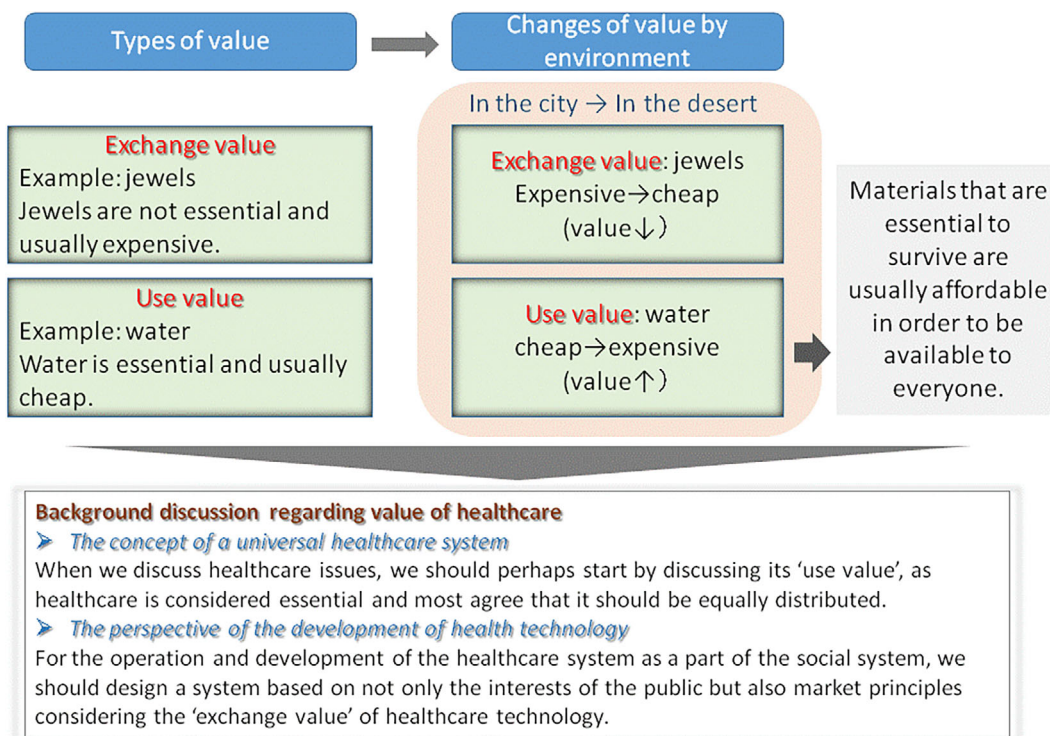 Types of value
Changes of value by
environment
In the city → In the desert
Exchange value
Example: jewels
Jewels are not essential and
usually expensive.
Use value
Example: water
Water is essential and usually
cheap.
Exchange value: jewels
Expensive→cheap
(value↓)
Use value: water
cheap→expensive
(value↑)
Materials that are
essential to
survive are
usually affordable
in order to be
available to
everyone.
Background discussion regarding value of healthcare
➤ The concept of a universal healthcare system
When we discuss healthcare issues, we should perhaps start by discussing its ‘use value’, as
healthcare is considered essential and most agree that it should be equally distributed.
➤ The perspective of the development of health technology
For the operation and development of the healthcare system as a part of the social system, we
should design a system based on not only the interests of the public but also market principles
considering the ‘exchange value’ of healthcare technology.